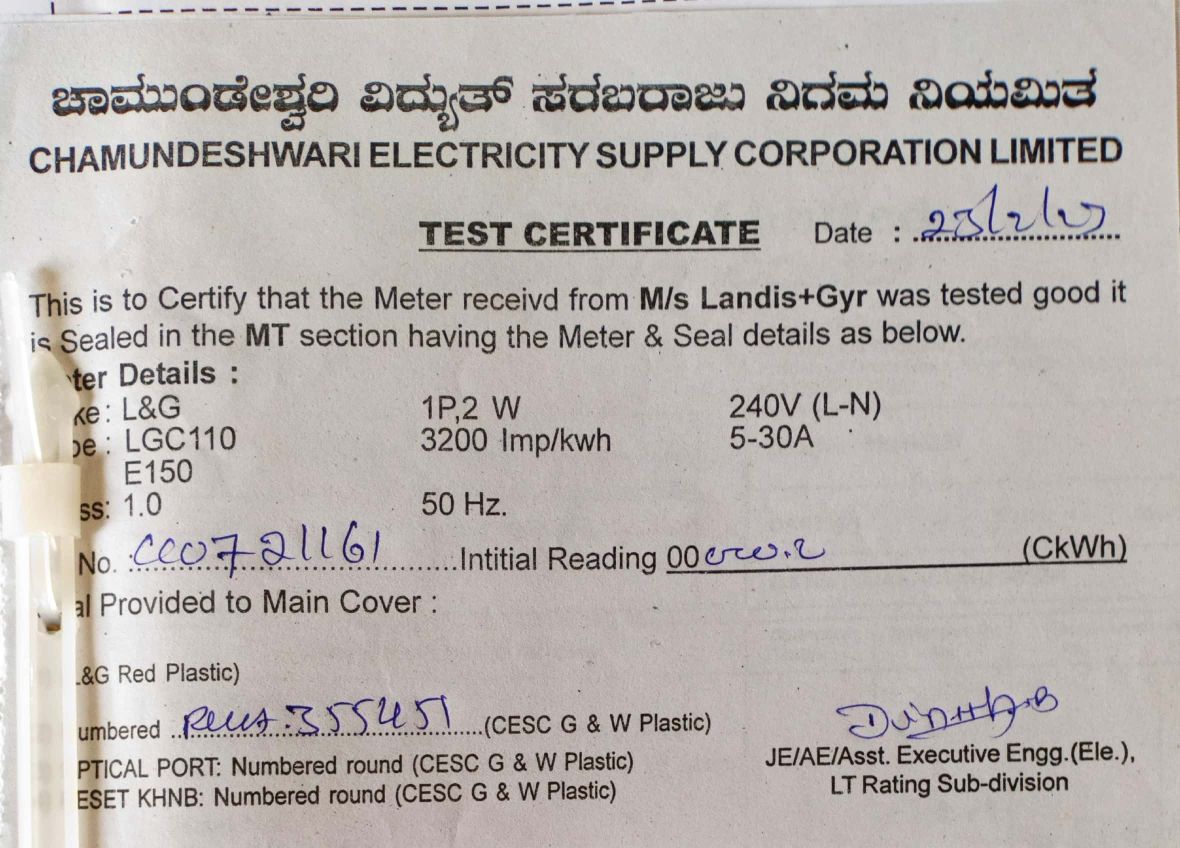 ಚಾಮುಂಡೇಶ್ವರಿ ವಿದ್ಯುತ್ ಸರಬರಾಜು ನಿಗಮ ನಿಯಮಿತ
CHAMUNDESHWARI ELECTRICITY SUPPLY CORPORATION LIMITED
TEST CERTIFICATE Date :
This is to Certify that the Meter receivd from M/s Landis+Gyr was tested good it
is Sealed in the MT section having the Meter & Seal details as below.
ter Details :
ke : L&G 1P,2 W 240V (L-N)
pe : LGC110 3200 Imp/kwh 5-30A
E150
ss: 1.0 50 Hz.
No. Intitial Reading 00 (CkWh)
al Provided to Main Cover :
L&G Red Plastic)
umbered 355451 (CESC G & W Plastic)
PTICAL PORT: Numbered round (CESC G & W Plastic)
ESET KHNB: Numbered round (CESC G & W Plastic)
JE/AE/Asst. Executive Engg.(Ele.),
LT Rating Sub-division